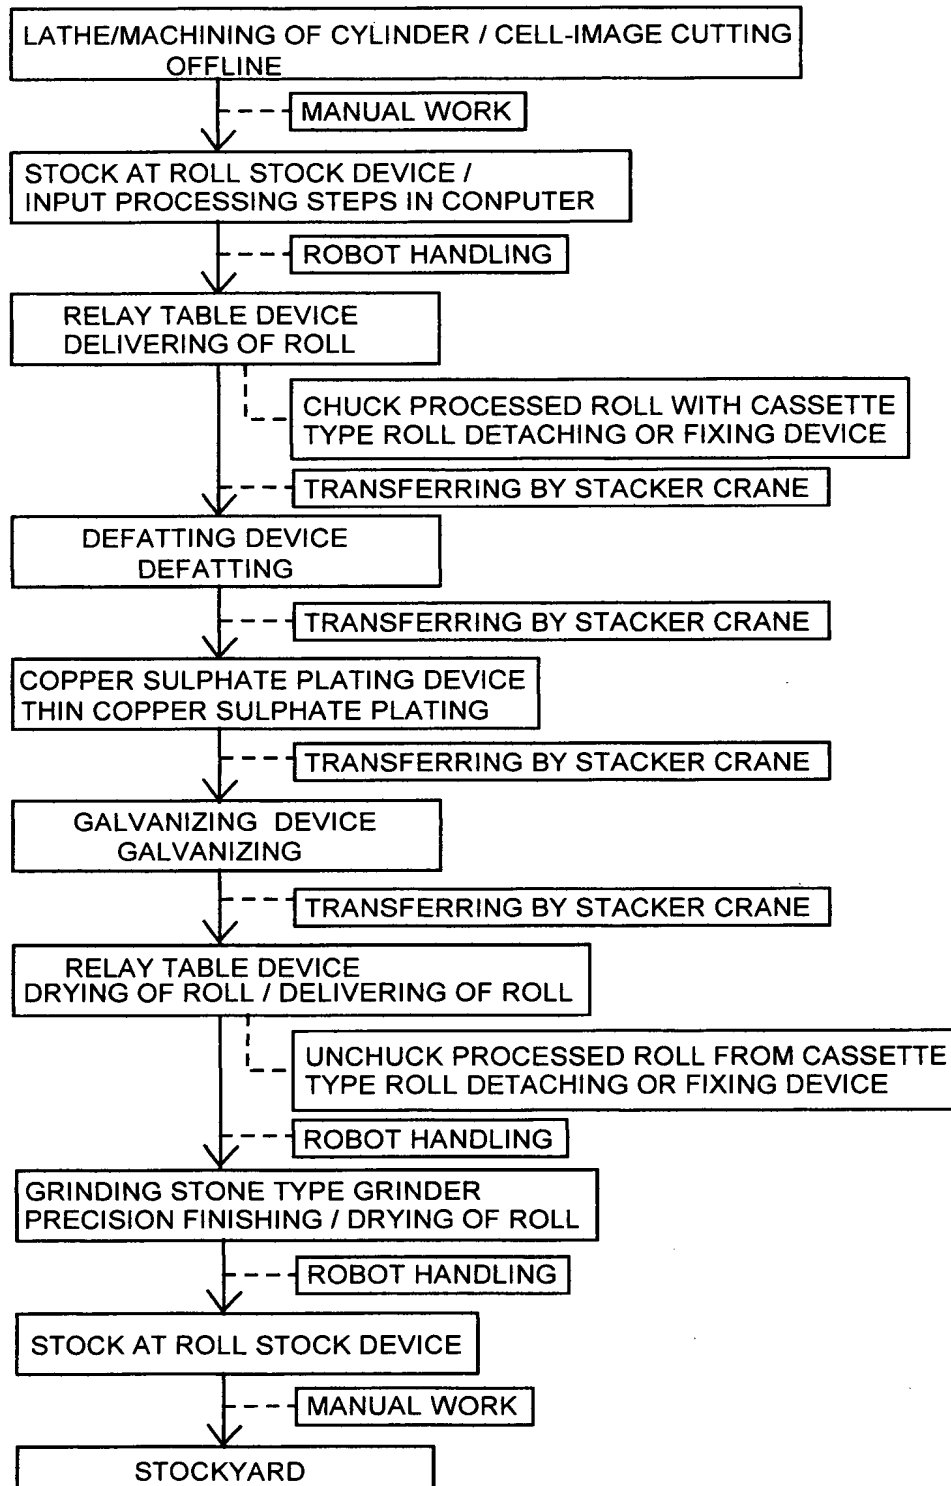 LATHE/MACHINING OF CYLINDER / CELL-IMAGE CUTTING
OFFLINE
MANUAL WORK
STOCK AT ROLL STOCK DEVICE /
INPUT PROCESSING STEPS IN CONPUTER
ROBOT HANDLING
RELAY TABLE DEVICE
DELIVERING OF ROLL
CHUCK PROCESSED ROLL WITH CASSETTE
TYPE ROLL DETACHING OR FIXING DEVICE
TRANSFERRING BY STACKER CRANE
DEFATTING DEVICE
DEFATTING
TRANSFERRING BY STACKER CRANE
COPPER SULPHATE PLATING DEVICE
THIN COPPER SULPHATE PLATING
TRANSFERRING BY STACKER CRANE
GALVANIZING DEVICE
GALVANIZING
TRANSFERRING BY STACKER CRANE
RELAY TABLE DEVICE
DRYING OF ROLL / DELIVERING OF ROLL
UNCHUCK PROCESSED ROLL FROM CASSETTE
TYPE ROLL DETACHING OR FIXING DEVICE
ROBOT HANDLING
GRINDING STONE TYPE GRINDER
PRECISION FINISHING / DRYING OF ROLL
ROBOT HANDLING
STOCK AT ROLL STOCK DEVICE
MANUAL WORK
STOCKYARD